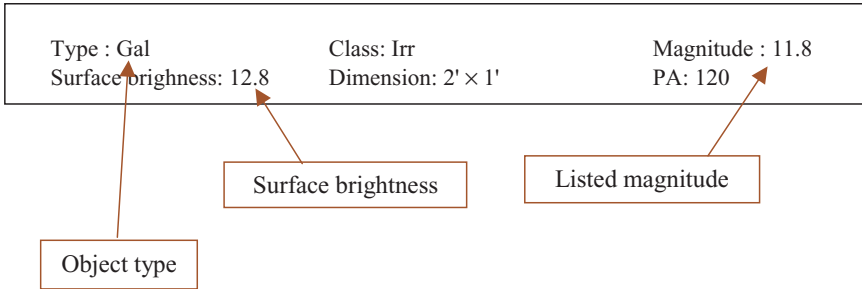 Type : Gal Class: Irr Magnitude : 11.8
Surface brighness: 12.8 Dimension: 2' × 1' PA: 120
Surface brightness Listed magnitude
Object type